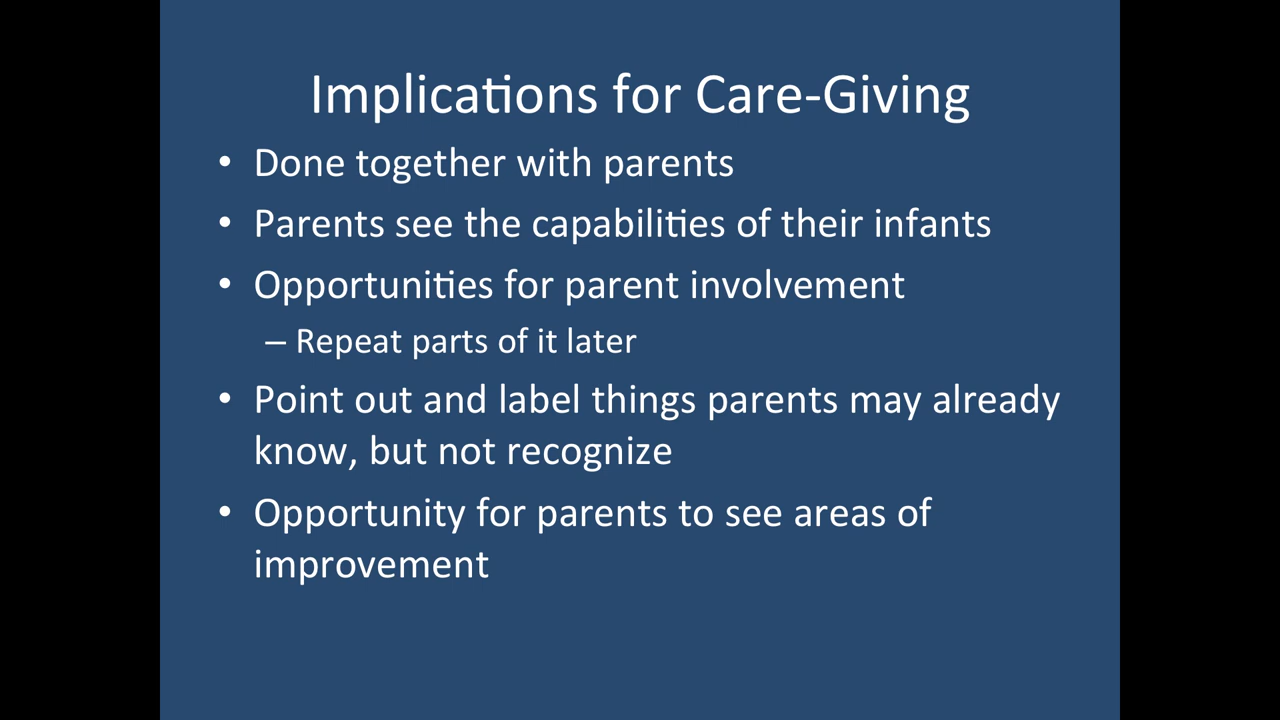 Implications for Care-Giving
• Done together with parents
• Parents see the capabilities of their infants
• Opportunities for parent involvement
– Repeat parts of it later
• Point out and label things parents may already
know, but not recognize
• Opportunity for parents to see areas of
improvement